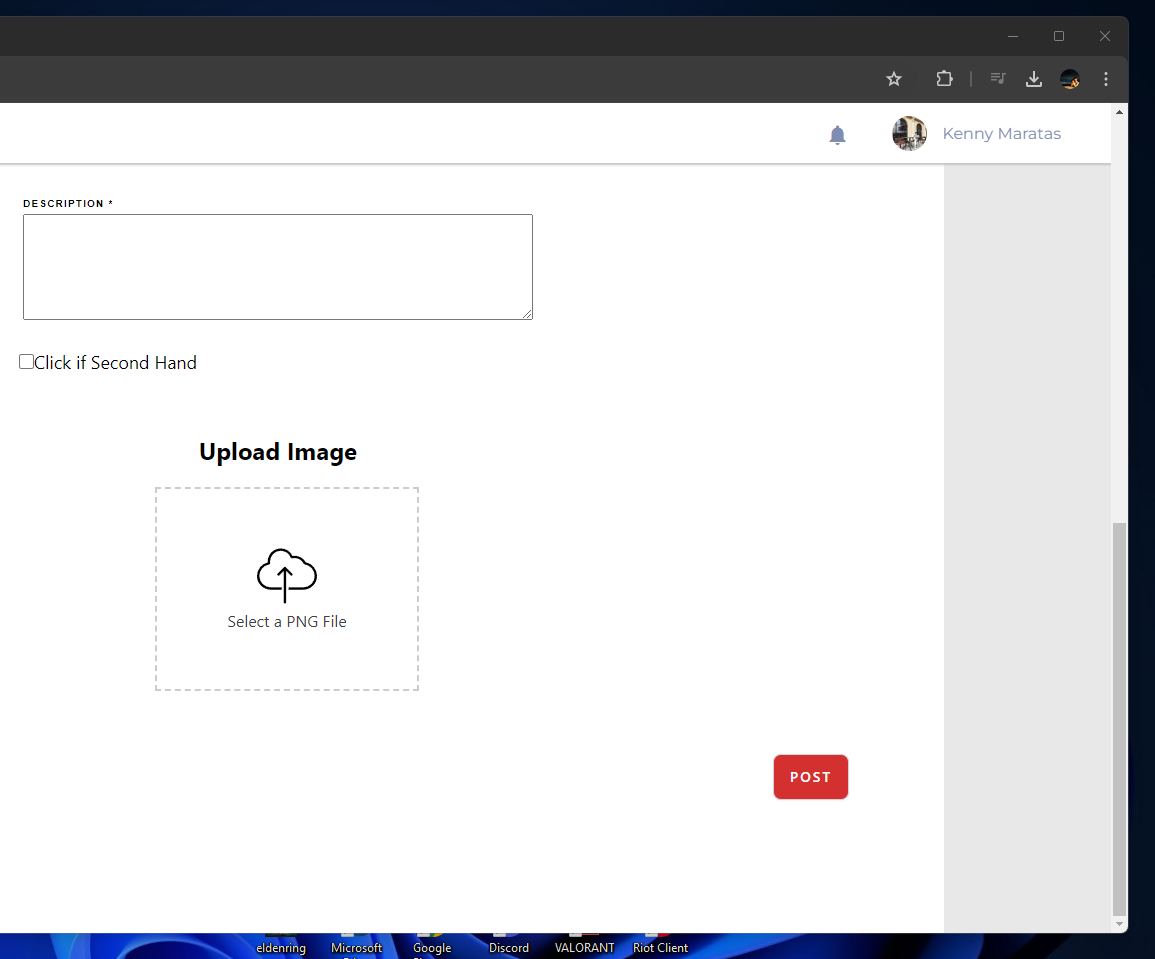 Kenny Maratas
DESCRIPTION *
Click if Second Hand
Upload Image
Select a PNG File
POST
eldenring
Microsoft
Google
Discord
VALORANT
Riot Client